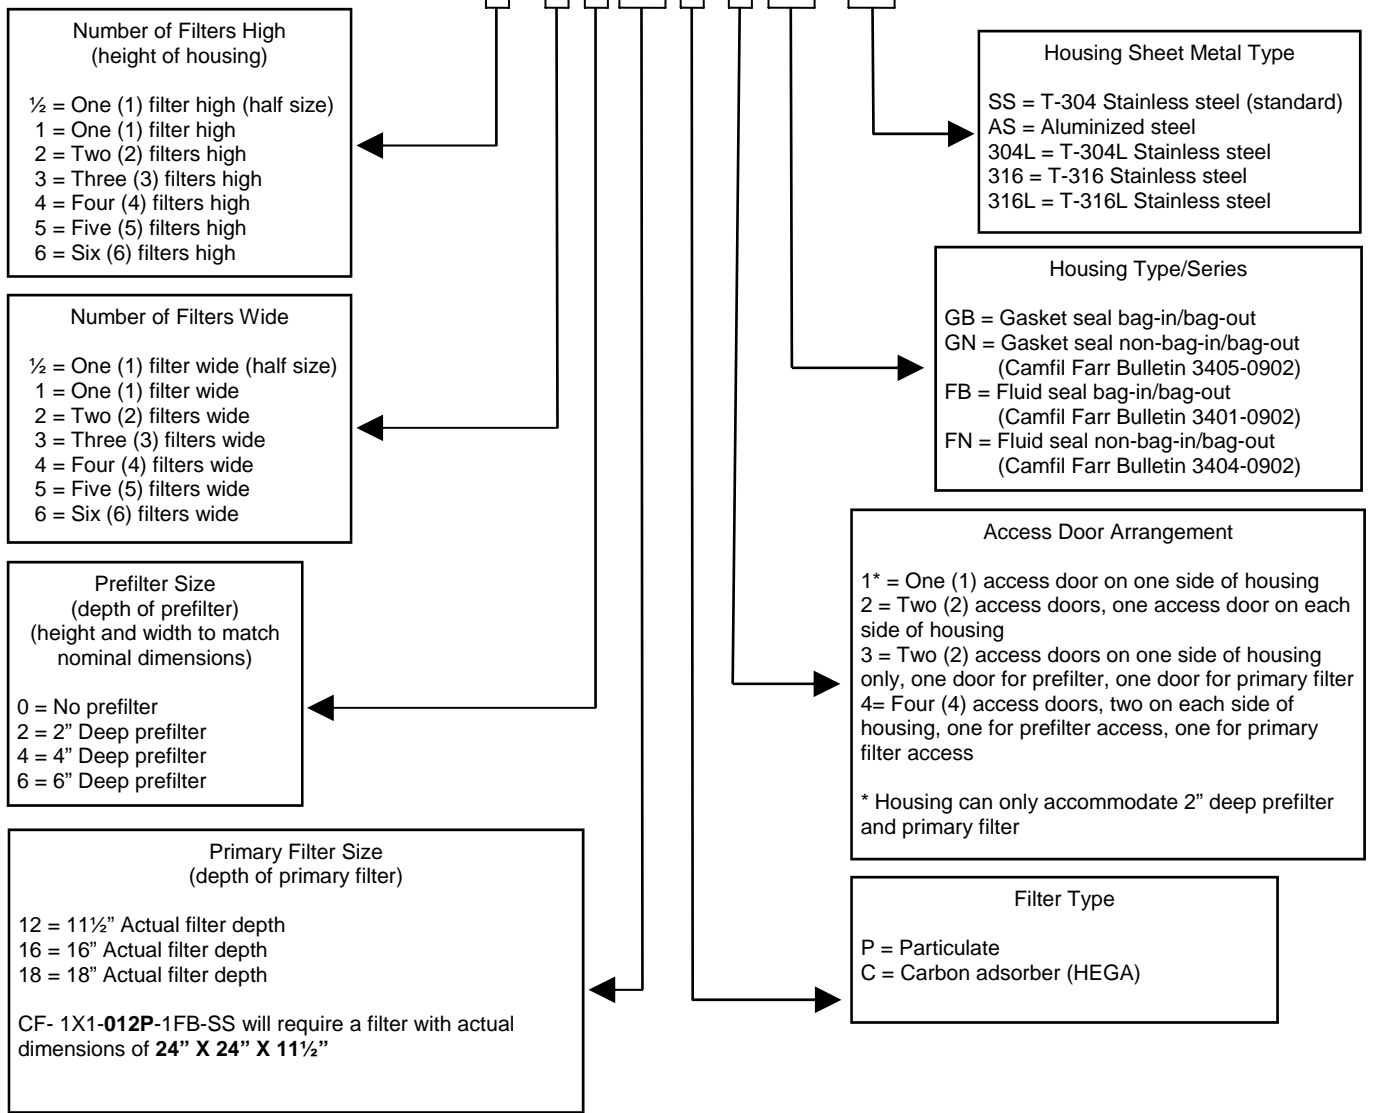 Number of Filters High
(height of housing)
½ = One (1) filter high (half size)
1 = One (1) filter high
2 = Two (2) filters high
3 = Three (3) filters high
4 = Four (4) filters high
5 = Five (5) filters high
6 = Six (6) filters high
Number of Filters Wide
½ = One (1) filter wide (half size)
1 = One (1) filter wide
2 = Two (2) filters wide
3 = Three (3) filters wide
4 = Four (4) filters wide
5 = Five (5) filters wide
6 = Six (6) filters wide
Prefilter Size
(depth of prefilter)
(height and width to match
nominal dimensions)
0 = No prefilter
2 = 2” Deep prefilter
4 = 4” Deep prefilter
6 = 6” Deep prefilter
Primary Filter Size
(depth of primary filter)
12 = 11½” Actual filter depth
16 = 16” Actual filter depth
18 = 18” Actual filter depth
CF- 1X1-012P-1FB-SS will require a filter with actual
dimensions of 24” X 24” X 11½”
Housing Sheet Metal Type
SS = T-304 Stainless steel (standard)
AS = Aluminized steel
304L = T-304L Stainless steel
316 = T-316 Stainless steel
316L = T-316L Stainless steel
Housing Type/Series
GB = Gasket seal bag-in/bag-out
GN = Gasket seal non-bag-in/bag-out
(Camfil Farr Bulletin 3405-0902)
FB = Fluid seal bag-in/bag-out
(Camfil Farr Bulletin 3401-0902)
FN = Fluid seal non-bag-in/bag-out
(Camfil Farr Bulletin 3404-0902)
Access Door Arrangement
1* = One (1) access door on one side of housing
2 = Two (2) access doors, one access door on each
side of housing
3 = Two (2) access doors on one side of housing
only, one door for prefilter, one door for primary filter
4= Four (4) access doors, two on each side of
housing, one for prefilter access, one for primary
filter access
* Housing can only accommodate 2” deep prefilter
and primary filter
Filter Type
P = Particulate
C = Carbon adsorber (HEGA)